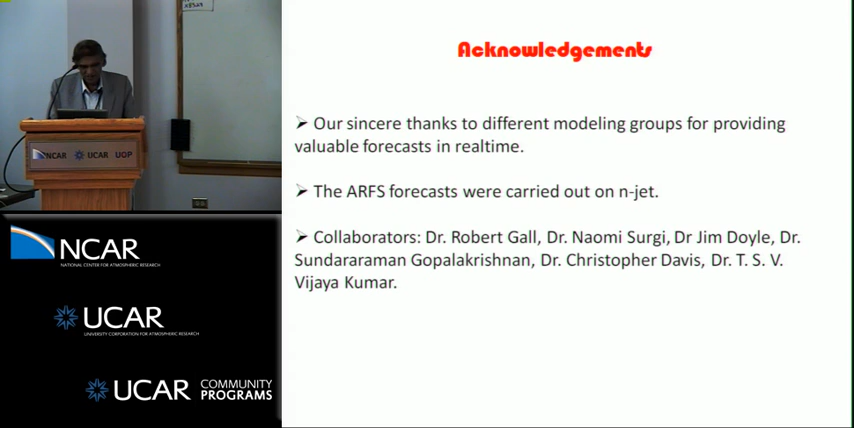 Acknowledgements
➢ Our sincere thanks to different modeling groups for providing
valuable forecasts in realtime.
➢ The ARFS forecasts were carried out on n-jet.
➢ Collaborators: Dr. Robert Gall, Dr. Naomi Surgi, Dr Jim Doyle, Dr.
Sundararaman Gopalakrishnan, Dr. Christopher Davis, Dr. T. S. V.
Vijaya Kumar.
NCAR UCAR UOP
NCAR
NATIONAL CENTER FOR ATMOSPHERIC RESEARCH
UCAR
UNIVERSITY CORPORATION FOR ATMOSPHERIC RESEARCH
UCAR COMMUNITY
PROGRAMS